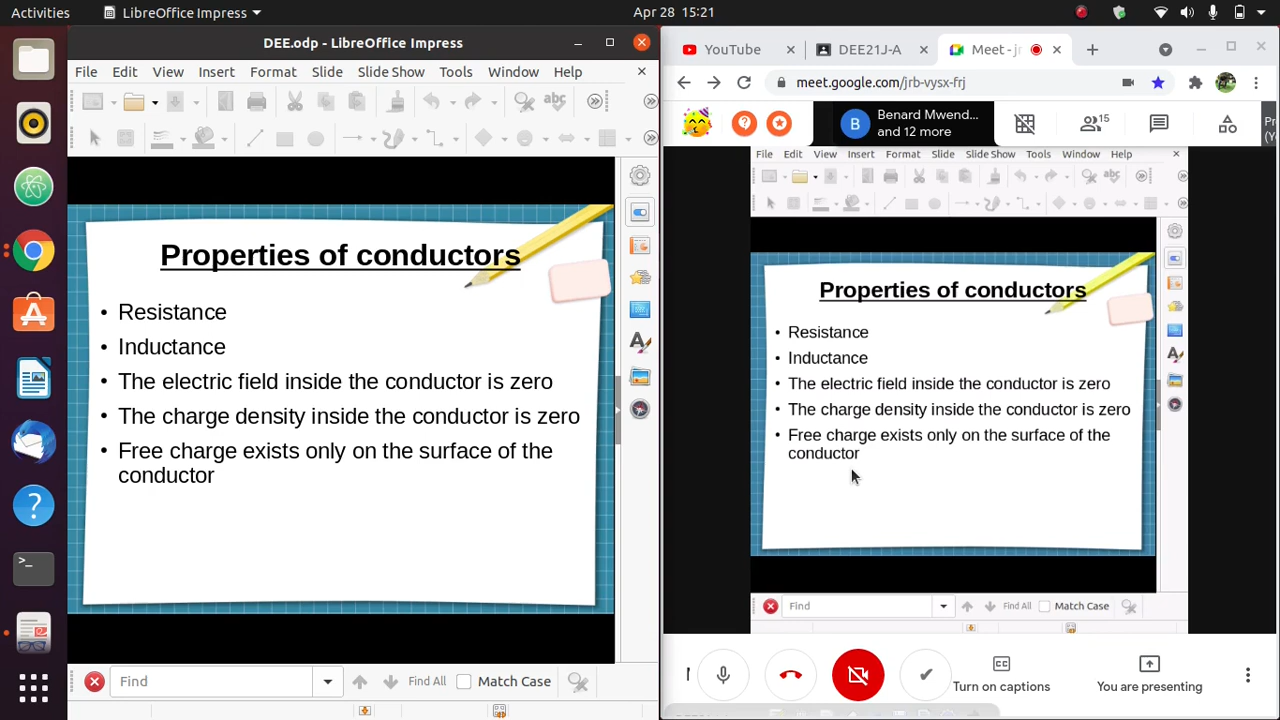 Activities
LibreOffice Impress
Apr 28 15:21
DEE.odp - LibreOffice Impress
File Edit View Insert Format Slide Slide Show Tools Window Help
Properties of conductors
• Resistance
• Inductance
• The electric field inside the conductor is zero
• The charge density inside the conductor is zero
• Free charge exists only on the surface of the
conductor
Find
Find All
Match Case
YouTube
DEE21J-A
Meet - jr
meet.google.com/jrb-vysx-frj
B
Benard Mwend...
and 12 more
15
File Edit View Insert Format Slide Slide Show Tools Window Help
Properties of conductors
• Resistance
• Inductance
• The electric field inside the conductor is zero
• The charge density inside the conductor is zero
• Free charge exists only on the surface of the
conductor
Find
Find All
Match Case
Turn on captions
You are presenting